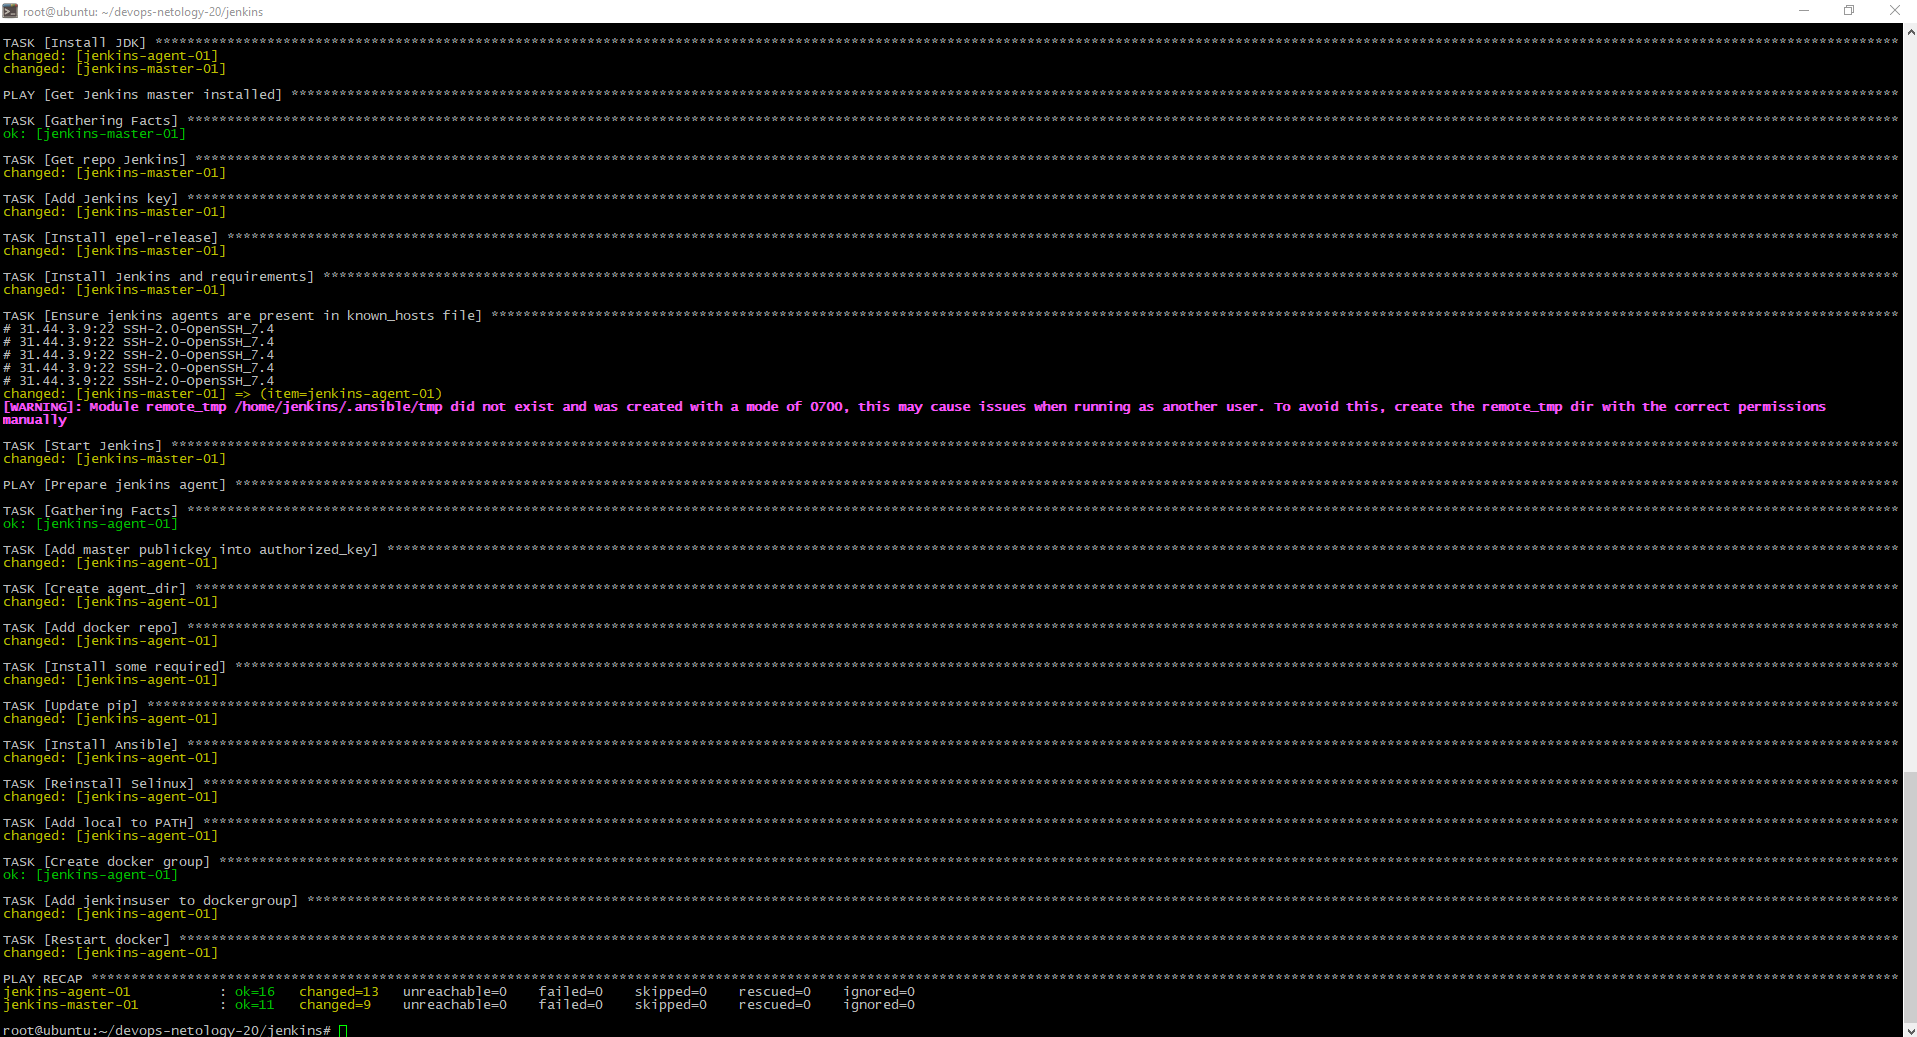 root@ubuntu: ~/devops-netology-20/jenkins
TASK [Install JDK] ****************************************************************************************************
changed: [jenkins-agent-01]
changed: [jenkins-master-01]
PLAY [Get Jenkins master installed] ****************************************************************************************************
TASK [Gathering Facts] ****************************************************************************************************
ok: [jenkins-master-01]
TASK [Get repo Jenkins] ****************************************************************************************************
changed: [jenkins-master-01]
TASK [Add Jenkins key] ****************************************************************************************************
changed: [jenkins-master-01]
TASK [Install epel-release] ****************************************************************************************************
changed: [jenkins-master-01]
TASK [Install Jenkins and requirements] ****************************************************************************************************
changed: [jenkins-master-01]
TASK [Ensure jenkins agents are present in known_hosts file] ****************************************************************************************************
# 31.44.3.9:22 SSH-2.0-OpenSSH_7.4
# 31.44.3.9:22 SSH-2.0-OpenSSH_7.4
# 31.44.3.9:22 SSH-2.0-OpenSSH_7.4
# 31.44.3.9:22 SSH-2.0-OpenSSH_7.4
# 31.44.3.9:22 SSH-2.0-OpenSSH_7.4
changed: [jenkins-master-01] => (item=jenkins-agent-01)
[WARNING]: Module remote_tmp /home/jenkins/.ansible/tmp did not exist and was created with a mode of 0700, this may cause issues when running as another user. To avoid this, create the remote_tmp dir with the correct permissions
manually
TASK [Start Jenkins] ****************************************************************************************************
changed: [jenkins-master-01]
PLAY [Prepare jenkins agent] ****************************************************************************************************
TASK [Gathering Facts] ****************************************************************************************************
ok: [jenkins-agent-01]
TASK [Add master publickey into authorized_key] ****************************************************************************************************
changed: [jenkins-agent-01]
TASK [Create agent_dir] ****************************************************************************************************
changed: [jenkins-agent-01]
TASK [Add docker repo] ****************************************************************************************************
changed: [jenkins-agent-01]
TASK [Install some required] ****************************************************************************************************
changed: [jenkins-agent-01]
TASK [Update pip] ****************************************************************************************************
changed: [jenkins-agent-01]
TASK [Install Ansible] ****************************************************************************************************
changed: [jenkins-agent-01]
TASK [Reinstall Selinux] ****************************************************************************************************
changed: [jenkins-agent-01]
TASK [Add local to PATH] ****************************************************************************************************
changed: [jenkins-agent-01]
TASK [Create docker group] ****************************************************************************************************
ok: [jenkins-agent-01]
TASK [Add jenkinsuser to dockergroup] ****************************************************************************************************
changed: [jenkins-agent-01]
TASK [Restart docker] ****************************************************************************************************
changed: [jenkins-agent-01]
PLAY RECAP ****************************************************************************************************
jenkins-agent-01 : ok=16 changed=13 unreachable=0 failed=0 skipped=0 rescued=0 ignored=0
jenkins-master-01 : ok=11 changed=9 unreachable=0 failed=0 skipped=0 rescued=0 ignored=0
root@ubuntu:~/devops-netology-20/jenkins#